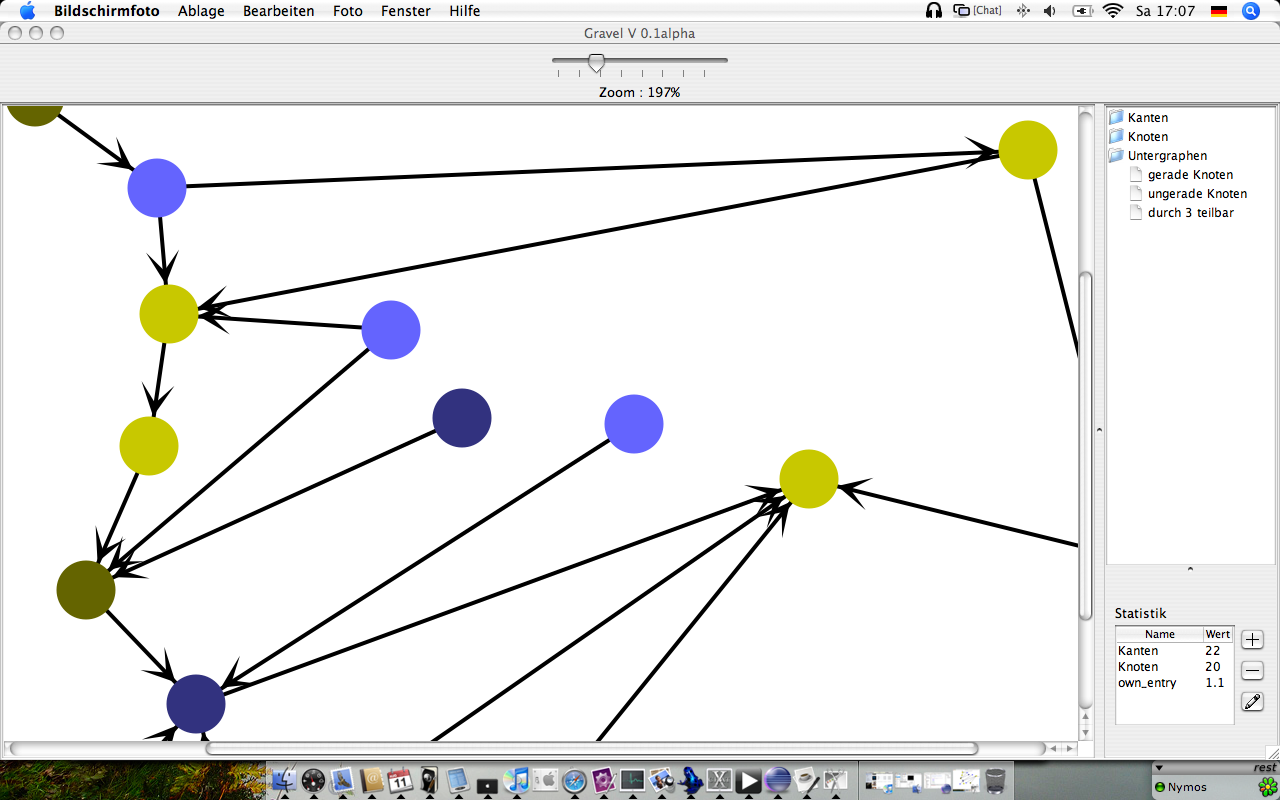 Bildschirmfoto Ablage Bearbeiten Foto Fenster Hilfe [Chat] Sa 17:07
Gravel V 0.1alpha
Zoom : 197%
Kanten
Knoten
Untergraphen
gerade Knoten
ungerade Knoten
durch 3 teilbar
Statistik
Name Wert
Kanten 22
Knoten 20
own_entry 1.1
11
rest
Nymos